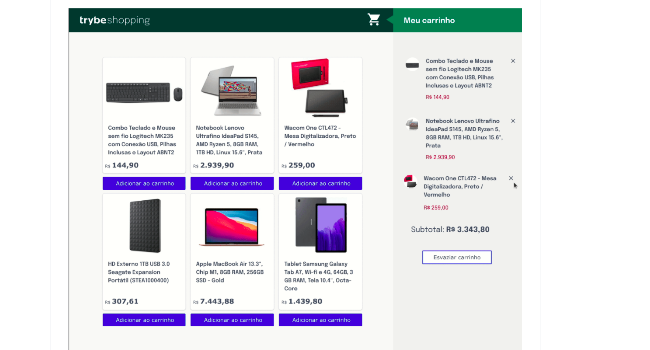 trybeshopping
Meu carrinho
Combo Teclado e Mouse
sem fio Logitech MK235
com Conexão USB, Pilhas
Inclusas e Layout ABNT2
R$ 144,90
Adicionar ao carrinho
Notebook Lenovo
Ultrafino IdeaPad S145,
AMD Ryzen 5, 8GB RAM,
1TB HD, Linux 15.6", Prata
R$ 2.939,90
Adicionar ao carrinho
Wacom One CTL472 -
Mesa Digitalizadora, Preto
/ Vermelho
R$ 259,00
Adicionar ao carrinho
HD Externo 1TB USB 3.0
Seagate Expansion
Portátil (STEA1000400)
R$ 307,61
Adicionar ao carrinho
Apple MacBook Air 13.3",
Chip M1, 8GB RAM, 256GB
SSD - Gold
R$ 7.443,88
Adicionar ao carrinho
Tablet Samsung Galaxy
Tab A7, Wi-fi e 4G, 64GB, 3
GB RAM, Tela 10.4", Octa-
Core
R$ 1.439,80
Adicionar ao carrinho
Combo Teclado e Mouse
sem fio Logitech MK235
com Conexão USB, Pilhas
Inclusas e Layout ABNT2
R$ 144,90
Notebook Lenovo Ultrafino
IdeaPad S145, AMD Ryzen 5,
8GB RAM, 1TB HD, Linux 15.6",
Prata
R$ 2.939,90
Wacom One CTL472 - Mesa
Digitalizadora, Preto /
Vermelho
R$ 259,00
Subtotal: R$ 3.343,80
Esvaziar carrinho